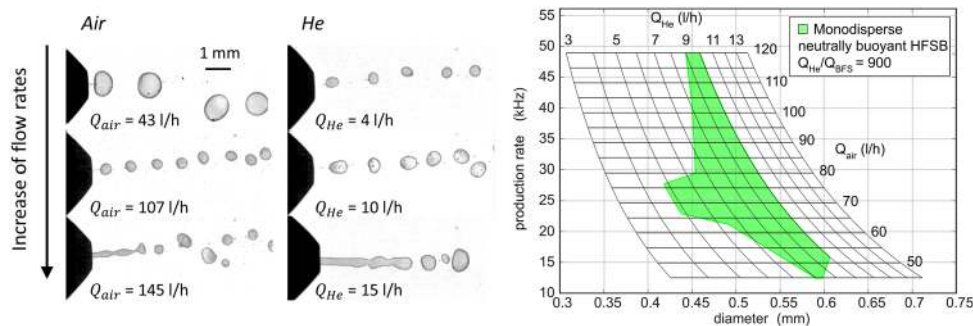 Air
He
Increase of flow rates
1 mm
Q_air = 43 l/h
Q_He = 4 l/h
Q_air = 107 l/h
Q_He = 10 l/h
Q_air = 145 l/h
Q_He = 15 l/h
Q_He (l/h)
3 5 7 9 11 13
120
110
100
90
Q_air (l/h)
80
70
60
50
Monodisperse
neutrally buoyant HFSB
Q_He/Q_BFS = 900
production rate (kHz)
55
50
45
40
35
30
25
20
15
10
0.3 0.4 0.45 0.5 0.55 0.6 0.65 0.7 0.75
diameter (mm)